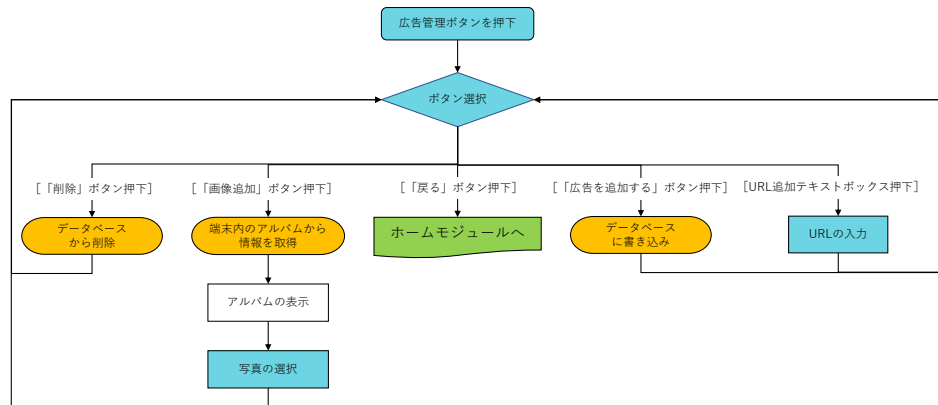 広告管理ボタンを押下
ボタン選択
[「削除」ボタン押下]
[「画像追加」ボタン押下]
[「戻る」ボタン押下]
[「広告を追加する」ボタン押下]
[URL追加テキストボックス押下]
データベース
から削除
端末内のアルバムから
情報を取得
ホームモジュールへ
データベース
に書き込み
URLの入力
アルバムの表示
写真の選択